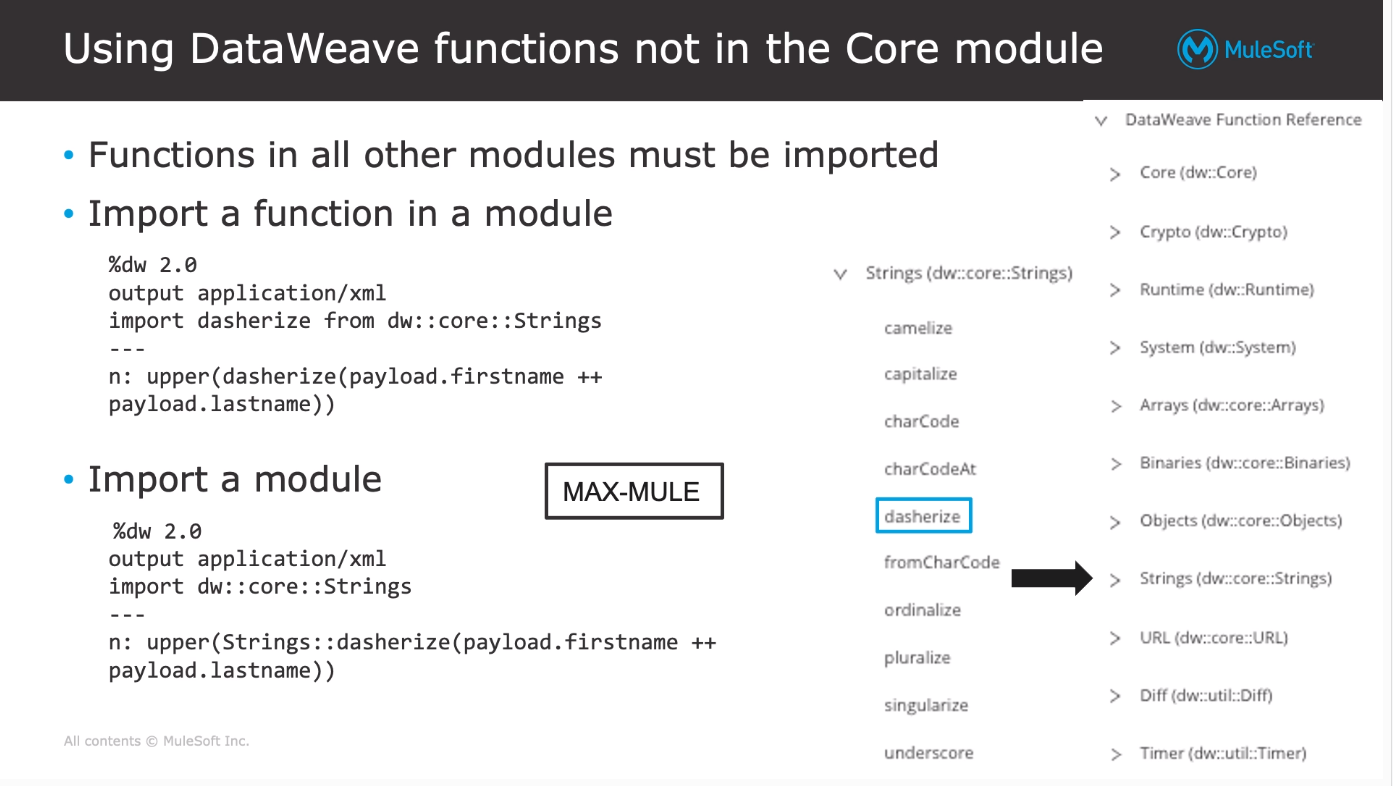 Using DataWeave functions not in the Core module
MuleSoft
• Functions in all other modules must be imported
• Import a function in a module
%dw 2.0
output application/xml
import dasherize from dw::core::Strings
---
n: upper(dasherize(payload.firstname ++
payload.lastname))
• Import a module
MAX-MULE
%dw 2.0
output application/xml
import dw::core::Strings
---
n: upper(Strings::dasherize(payload.firstname ++
payload.lastname))
Strings (dw::core::Strings)
camelize
capitalize
charCode
charCodeAt
dasherize
fromCharCode
ordinalize
pluralize
singularize
underscore
DataWeave Function Reference
Core (dw::Core)
Crypto (dw::Crypto)
Runtime (dw::Runtime)
System (dw::System)
Arrays (dw::core::Arrays)
Binaries (dw::core::Binaries)
Objects (dw::core::Objects)
Strings (dw::core::Strings)
URL (dw::core::URL)
Diff (dw::util::Diff)
Timer (dw::util::Timer)
All contents © MuleSoft Inc.